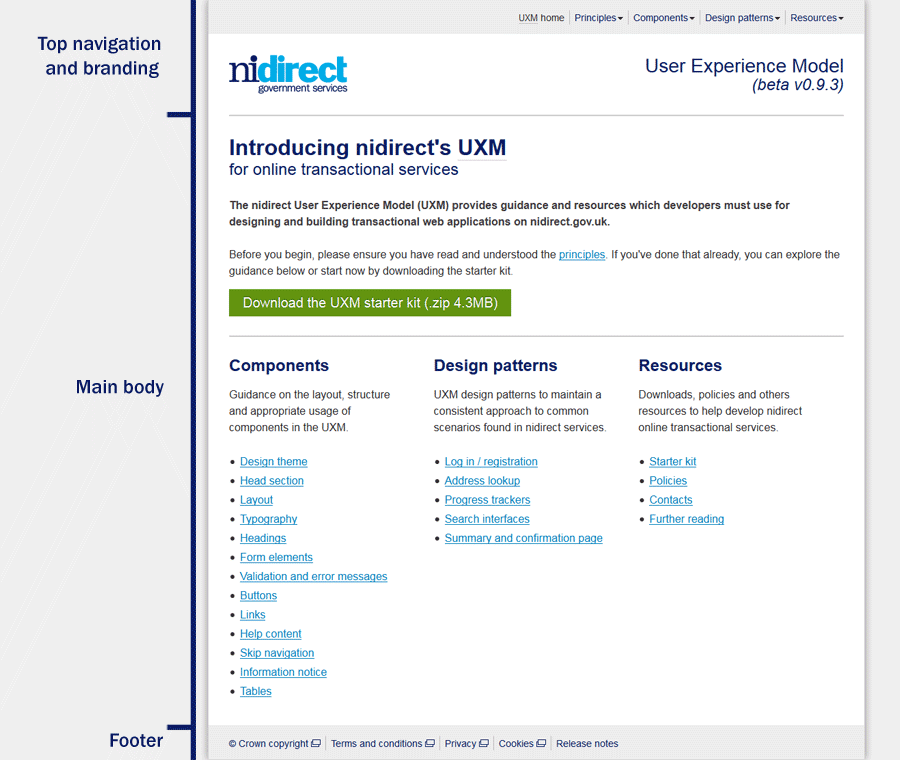 Top navigation
and branding
UXM home
Principles
Components
Design patterns
Resources
nidirect
government services
User Experience Model
(beta v0.9.3)
Introducing nidirect's UXM
for online transactional services
The nidirect User Experience Model (UXM) provides guidance and resources which developers must use for
designing and building transactional web applications on nidirect.gov.uk.
Before you begin, please ensure you have read and understood the principles. If you've done that already, you can explore the
guidance below or start now by downloading the starter kit.
Download the UXM starter kit (.zip 4.3MB)
Main body
Components
Guidance on the layout, structure
and appropriate usage of
components in the UXM.
Design theme
Head section
Layout
Typography
Headings
Form elements
Validation and error messages
Buttons
Links
Help content
Skip navigation
Information notice
Tables
Design patterns
UXM design patterns to maintain a
consistent approach to common
scenarios found in nidirect services.
Log in / registration
Address lookup
Progress trackers
Search interfaces
Summary and confirmation page
Resources
Downloads, policies and others
resources to help develop nidirect
online transactional services.
Starter kit
Policies
Contacts
Further reading
Footer
© Crown copyright
Terms and conditions
Privacy
Cookies
Release notes